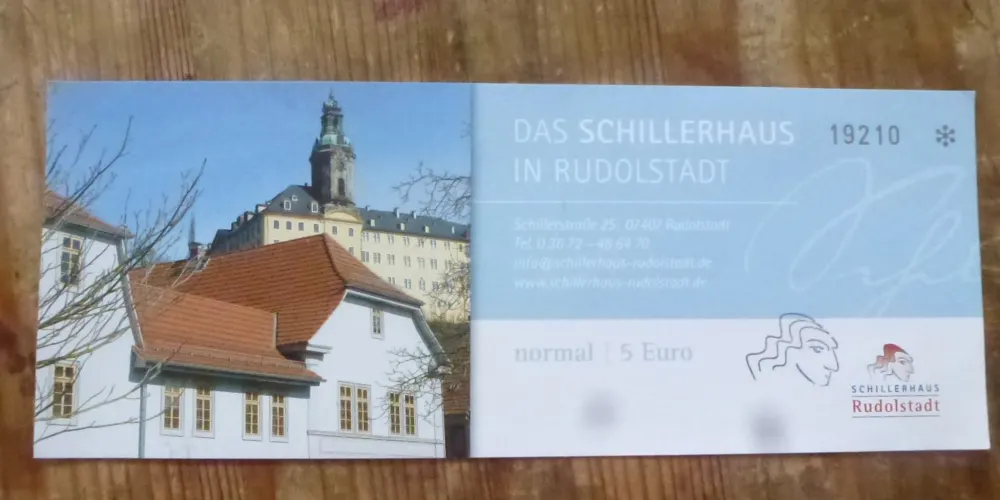 DAS SCHILLERHAUS
IN RUDOLSTADT
19210 *
Schillerstraße 25 · 07407 Rudolstadt
Tel. 0 36 72 – 48 64 70
info@schillerhaus-rudolstadt.de
www.schillerhaus-rudolstadt.de
normal | 5 Euro
SCHILLERHAUS
Rudolstadt